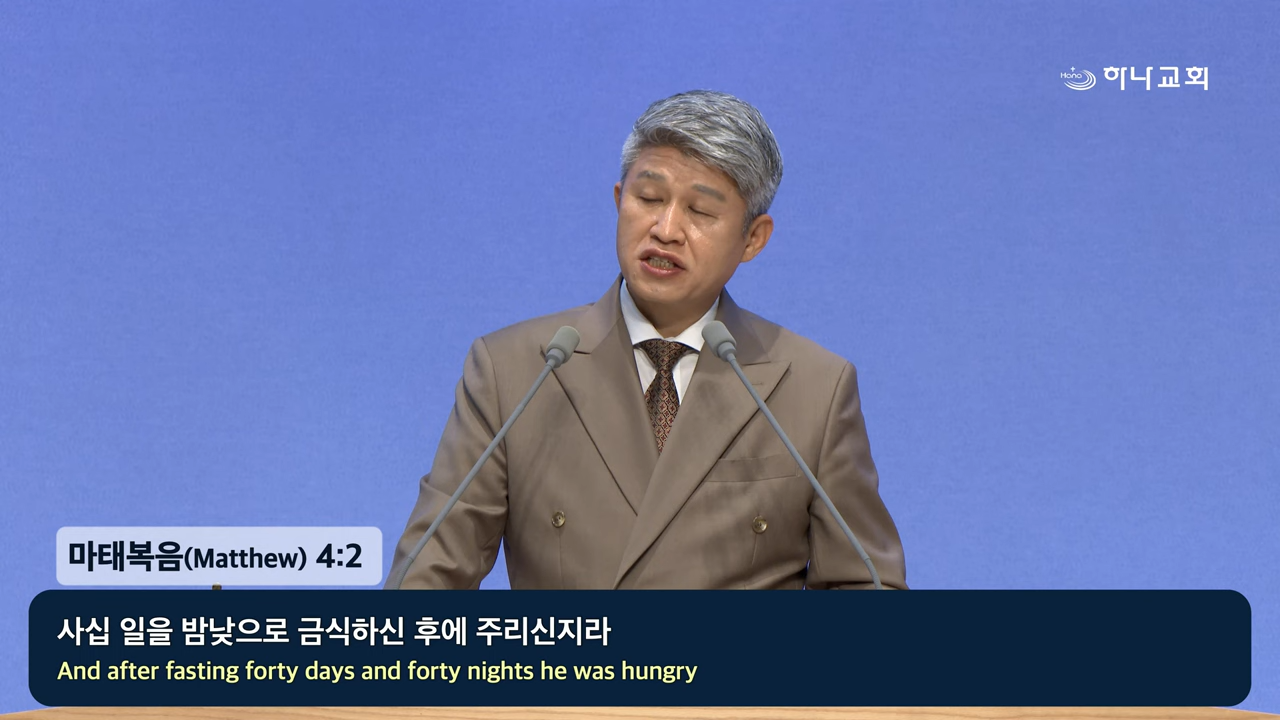 Hana 하나교회
마태복음(Matthew) 4:2
사십 일을 밤낮으로 금식하신 후에 주리신지라
And after fasting forty days and forty nights he was hungry